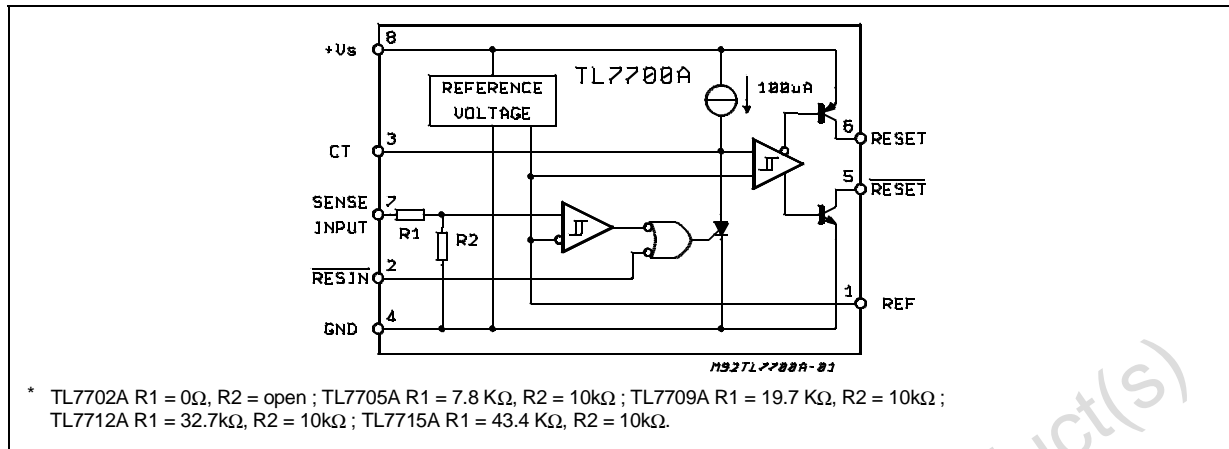 8
+Vs
TL7700A
REFERENCE
VOLTAGE
100uA
6
RESET
3
CT
5
RESET
SENSE
7
INPUT
R1
R2
2
RESIN
1
REF
4
GND
M92TL7700A-01
* TL7702A R1 = 0Ω, R2 = open ; TL7705A R1 = 7.8 KΩ, R2 = 10kΩ ; TL7709A R1 = 19.7 KΩ, R2 = 10kΩ ;
TL7712A R1 = 32.7kΩ, R2 = 10kΩ ; TL7715A R1 = 43.4 KΩ, R2 = 10kΩ.